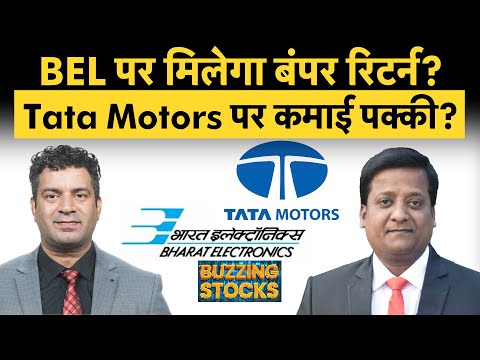 BEL पर मिलेगा बंपर रिटर्न?
Tata Motors पर कमाई पक्की?
TATA MOTORS
भारत इलेक्ट्रॉनिक्स
BHARAT ELECTRONICS
BUZZING
STOCKS